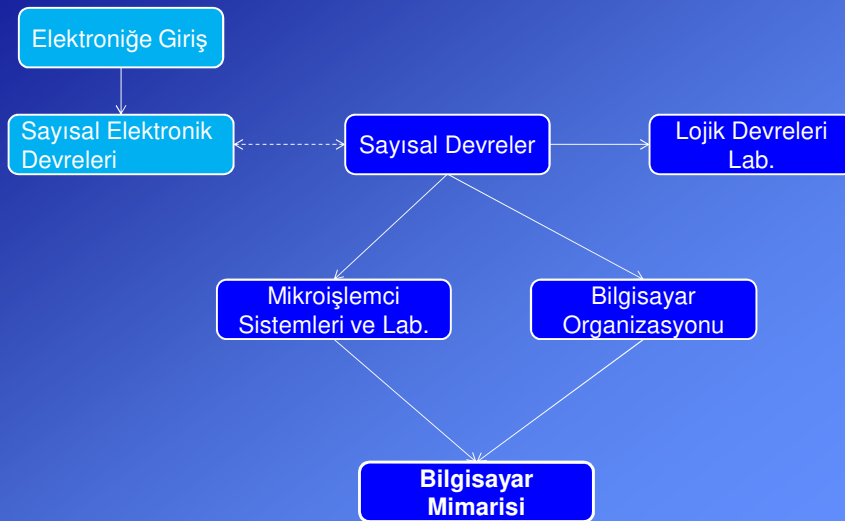 Elektroniğe Giriş
Sayısal Elektronik
Devreleri
Sayısal Devreler
Lojik Devreleri
Lab.
Mikroişlemci
Sistemleri ve Lab.
Bilgisayar
Organizasyonu
Bilgisayar
Mimarisi